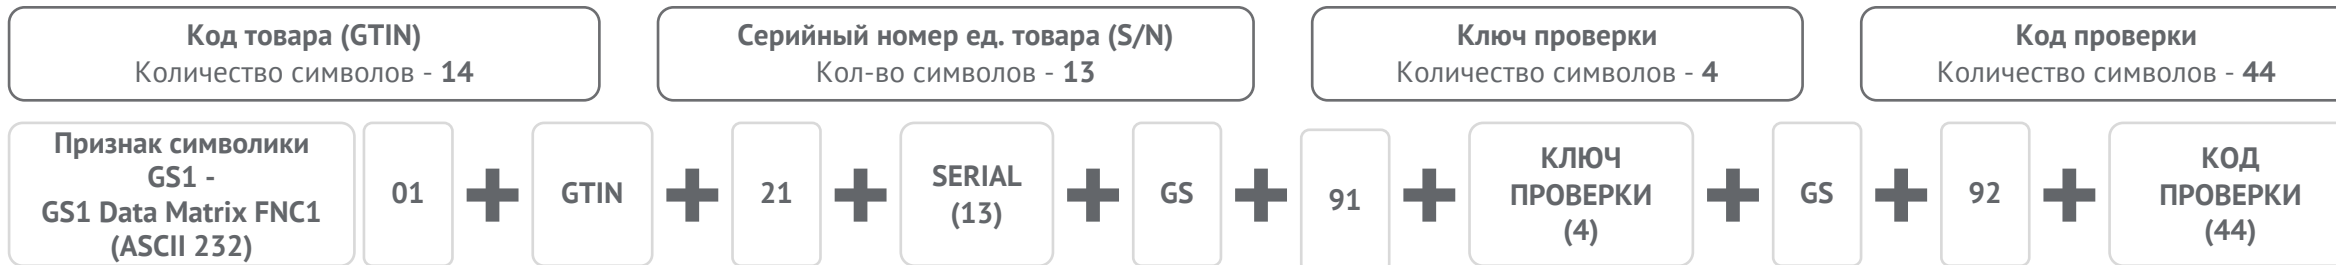 Код товара (GTIN)
Количество символов - 14
Серийный номер ед. товара (S/N)
Кол-во символов - 13
Ключ проверки
Количество символов - 4
Код проверки
Количество символов - 44
Признак символики
GS1 -
GS1 Data Matrix FNC1
(ASCII 232)
01
+
GTIN
+
21
+
SERIAL
(13)
+
GS
+
91
+
КЛЮЧ
ПРОВЕРКИ
(4)
+
GS
+
92
+
КОД
ПРОВЕРКИ
(44)